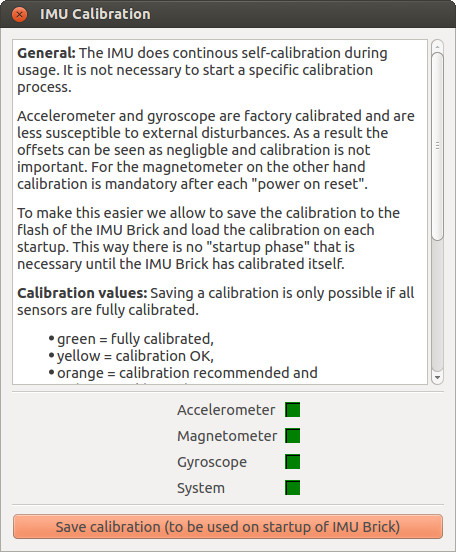 IMU Calibration
General: The IMU does continous self-calibration during
usage. It is not necessary to start a specific calibration
process.
Accelerometer and gyroscope are factory calibrated and are
less susceptible to external disturbances. As a result the
offsets can be seen as negligble and calibration is not
important. For the magnetometer on the other hand
calibration is mandatory after each "power on reset".
To make this easier we allow to save the calibration to the
flash of the IMU Brick and load the calibration on each
startup. This way there is no "startup phase" that is
necessary until the IMU Brick has calibrated itself.
Calibration values: Saving a calibration is only possible if all
sensors are fully calibrated.
• green = fully calibrated,
• yellow = calibration OK,
• orange = calibration recommended and
Accelerometer
Magnetometer
Gyroscope
System
Save calibration (to be used on startup of IMU Brick)